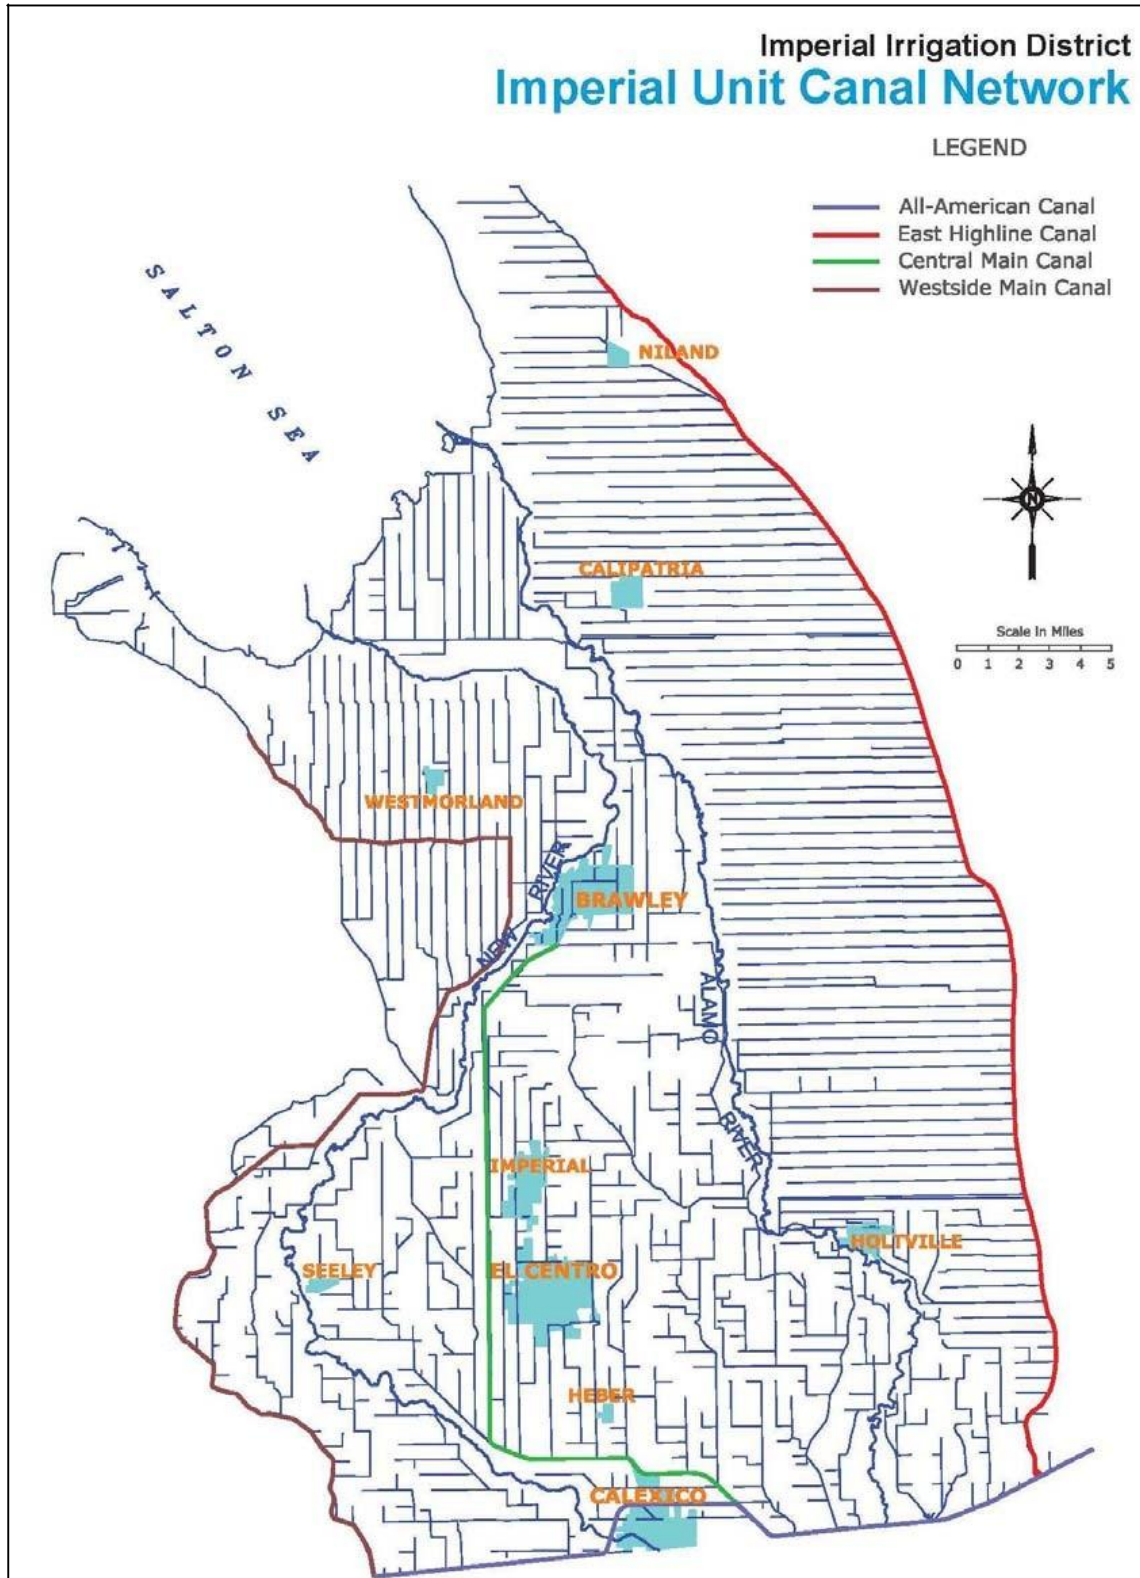 Imperial Irrigation District
Imperial Unit Canal Network
LEGEND
All-American Canal
East Highline Canal
Central Main Canal
Westside Main Canal
SALTON SEA
NILAND
N
CALIPATRIA
Scale in Miles
0 1 2 3 4 5
WESTMORLAND
NEW RIVER
BRAWLEY
ALAMO RIVER
IMPERIAL
HOLTVILLE
SEELEY
EL CENTRO
HEBER
CALEXICO